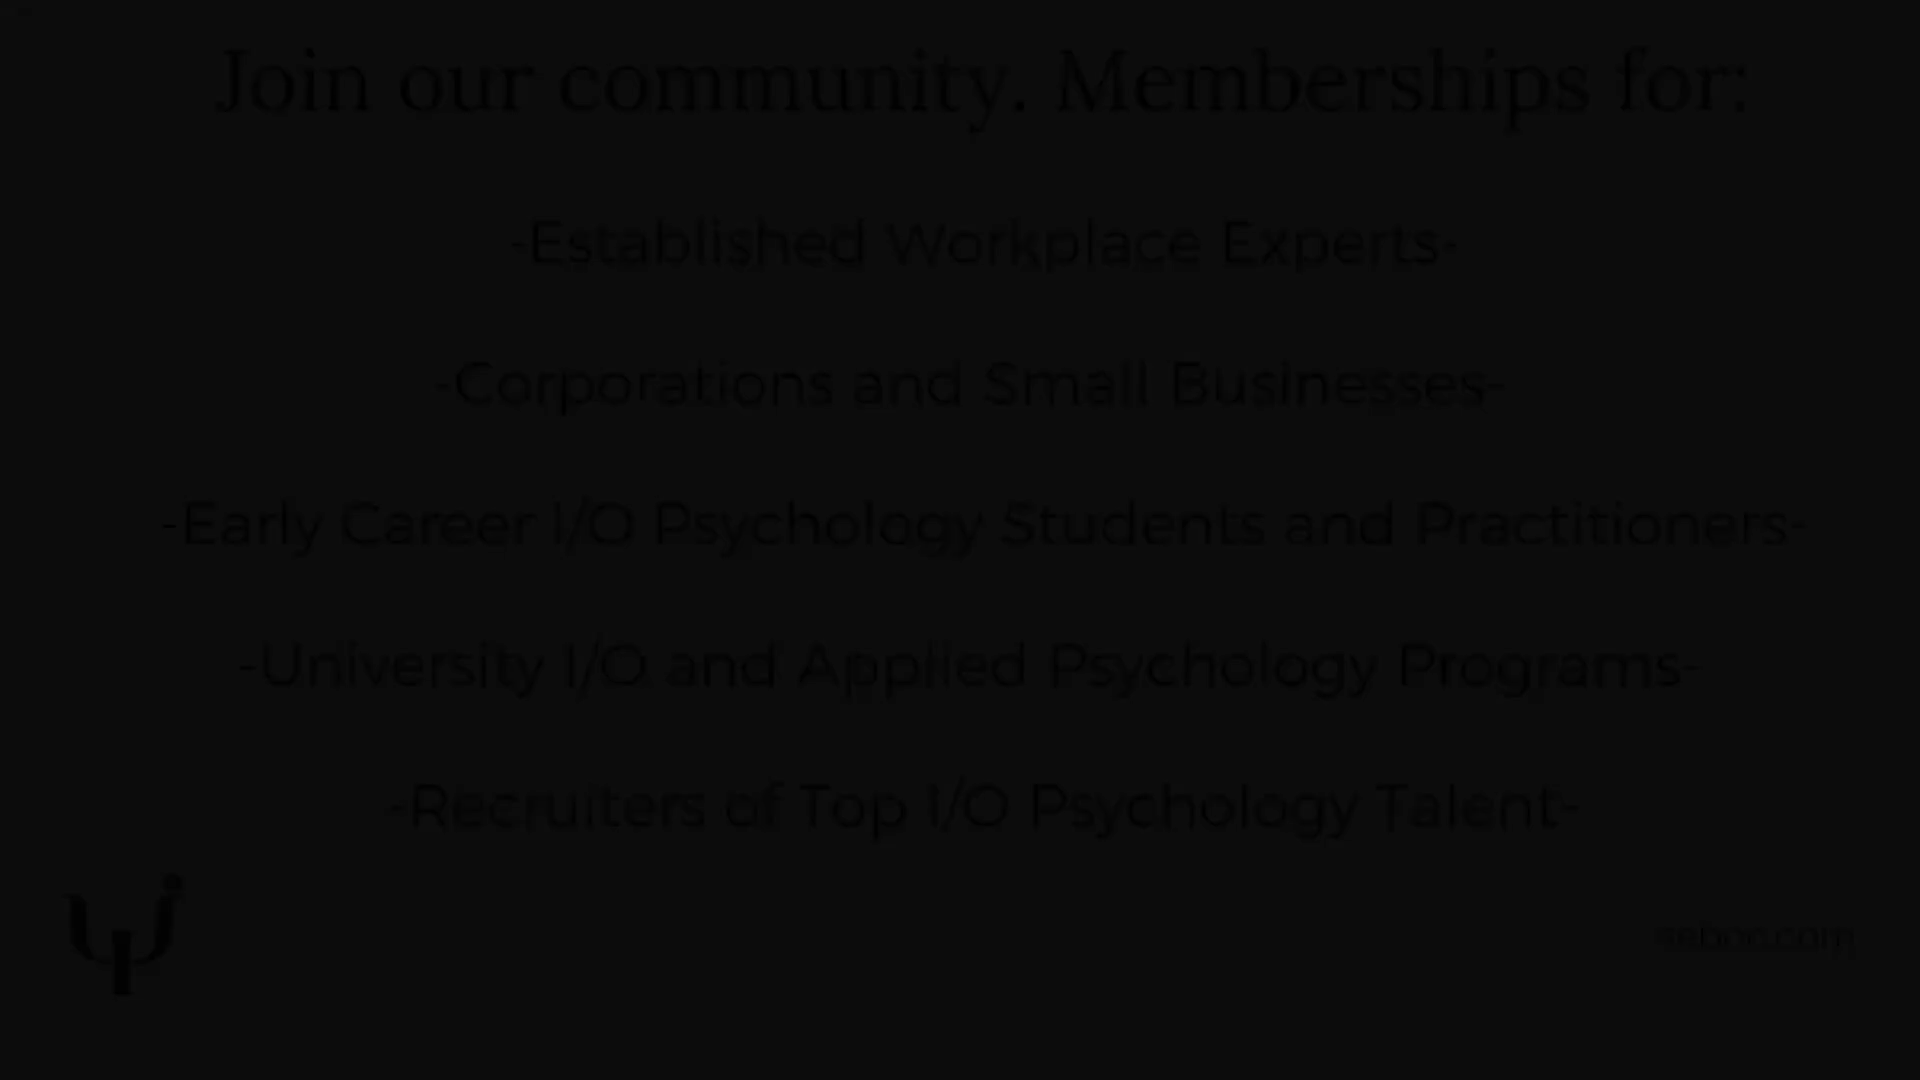 Join our community. Memberships for:
-Established Workplace Experts-
-Corporations and Small Businesses-
-Early Career I/O Psychology Students and Practitioners-
-University I/O and Applied Psychology Programs-
-Recruiters of Top I/O Psychology Talent-